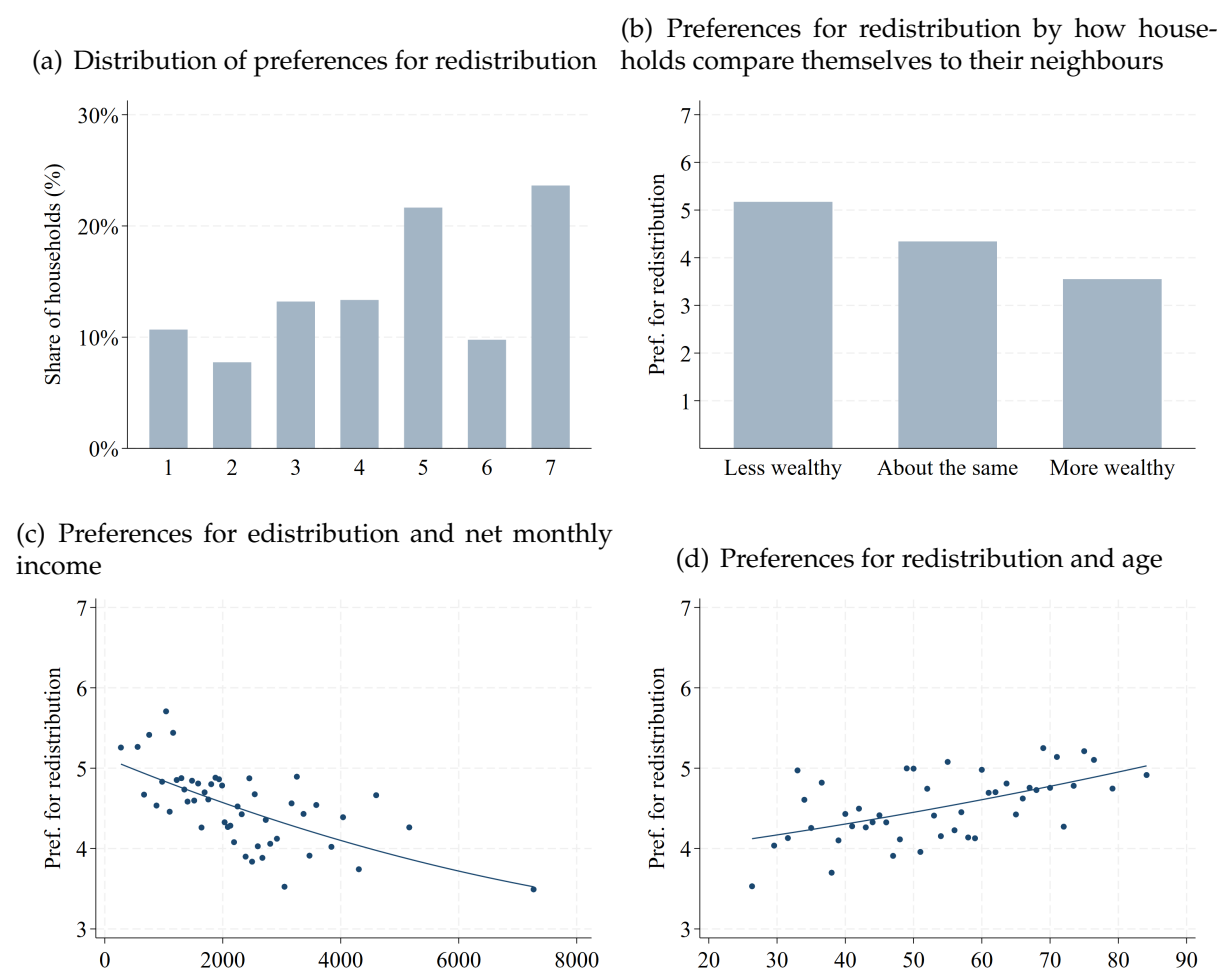 (a) Distribution of preferences for redistribution
30%
20%
10%
0%
Share of households (%)
1 2 3 4 5 6 7
(b) Preferences for redistribution by how house-
holds compare themselves to their neighbours
7
6
5
4
3
2
1
Pref. for redistribution
Less wealthy About the same More wealthy
(c) Preferences for edistribution and net monthly
income
7
6
5
4
3
Pref. for redistribution
0 2000 4000 6000 8000
(d) Preferences for redistribution and age
7
6
5
4
3
Pref. for redistribution
20 30 40 50 60 70 80 90